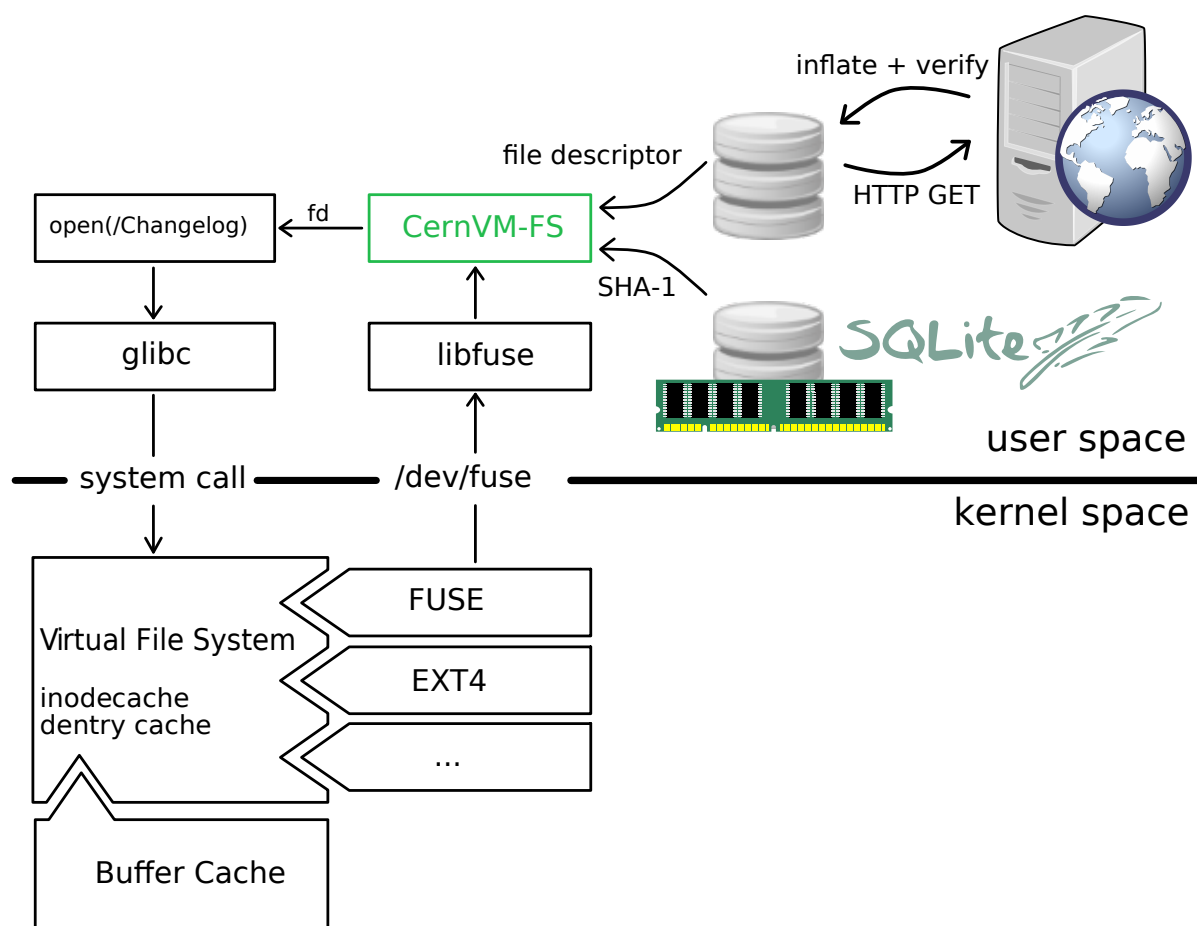 inflate + verify
file descriptor
HTTP GET
open(/Changelog)
fd
CernVM-FS
SHA-1
glibc
libfuse
SQLite
user space
system call
/dev/fuse
kernel space
FUSE
Virtual File System
EXT4
inodecache
dentry cache
...
Buffer Cache